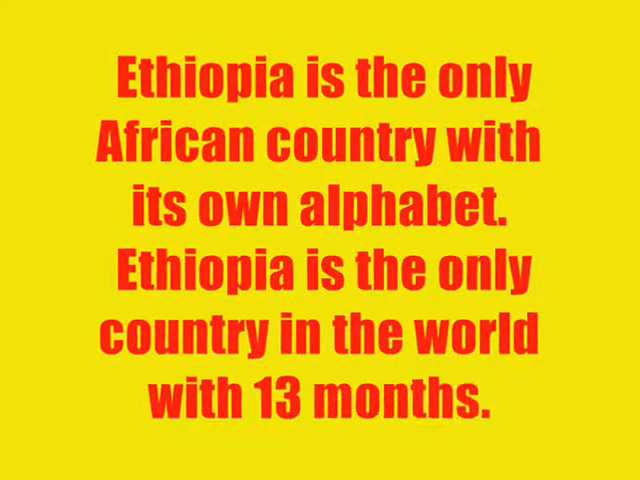 Ethiopia is the only
African country with
its own alphabet.
Ethiopia is the only
country in the world
with 13 months.